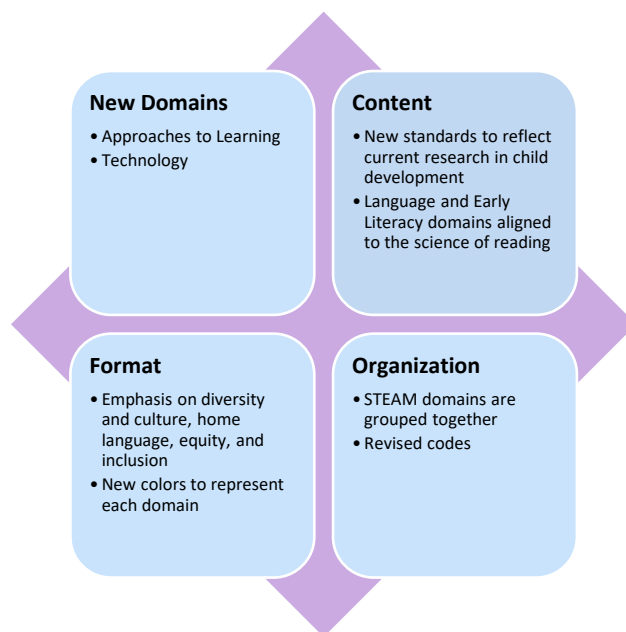 New Domains
• Approaches to Learning
• Technology
Content
• New standards to reflect
current research in child
development
• Language and Early
Literacy domains aligned
to the science of reading
Format
• Emphasis on diversity
and culture, home
language, equity, and
inclusion
• New colors to represent
each domain
Organization
• STEAM domains are
grouped together
• Revised codes